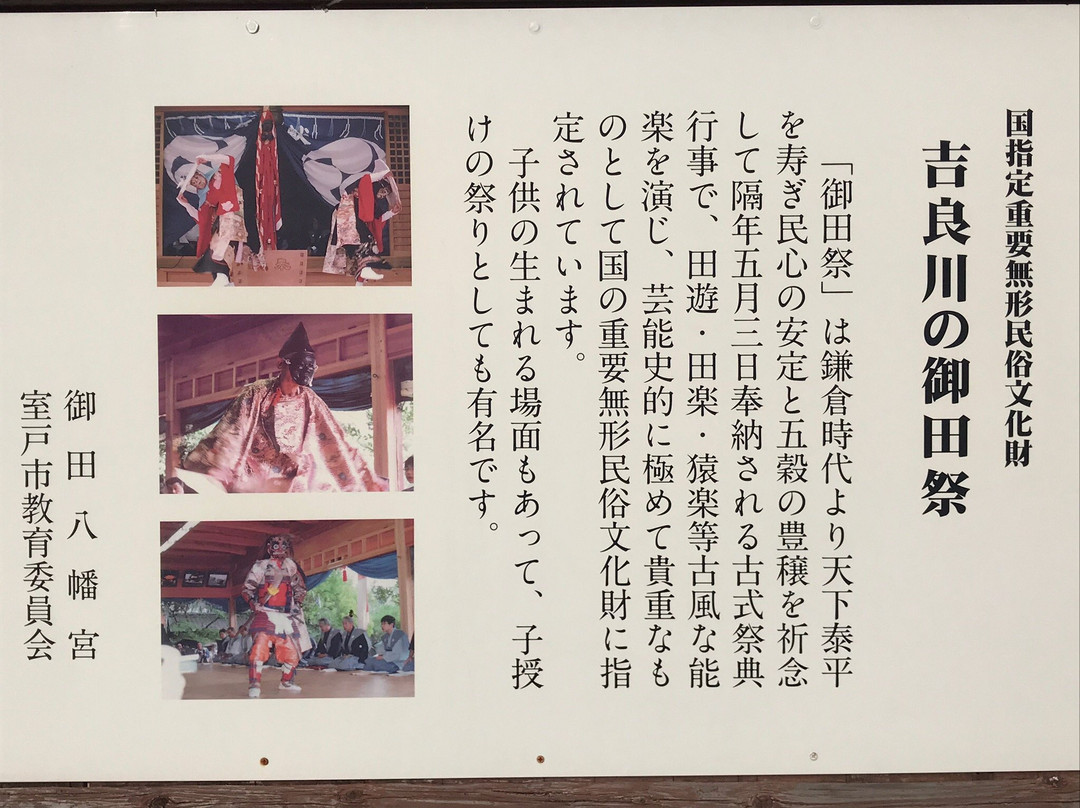 国指定重要無形民俗文化財
吉良川の御田祭
「御田祭」は鎌倉時代より天下泰平
を寿ぎ民心の安定と五穀の豊穣を祈念
して隔年五月三日奉納される古式祭典
行事で、田遊・田楽・猿楽等古風な能
楽を演じ、芸能史的に極めて貴重なも
のとして国の重要無形民俗文化財に指
定されています。
子供の生まれる場面もあって、子授
けの祭りとしても有名です。
御田八幡宮
室戸市教育委員会